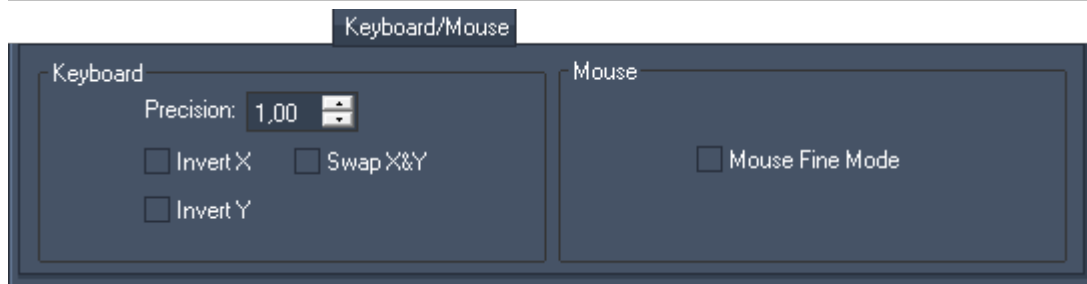 Keyboard/Mouse
Keyboard
Precision: 1,00
Invert X
Swap X&Y
Invert Y
Mouse
Mouse Fine Mode